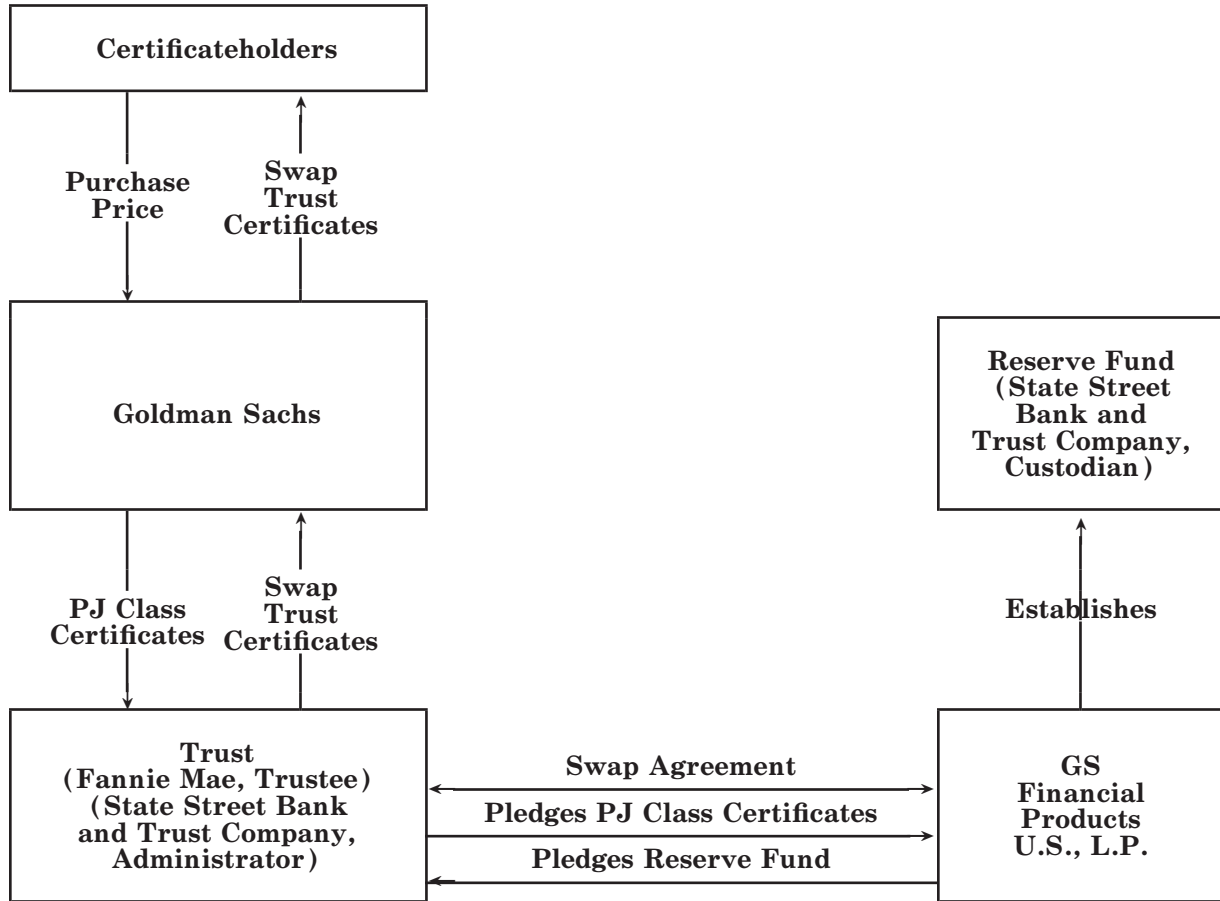 Certificateholders
Purchase
Price
Swap
Trust
Certificates
Goldman Sachs
Reserve Fund
(State Street
Bank and
Trust Company,
Custodian)
PJ Class
Certificates
Swap
Trust
Certificates
Establishes
Trust
(Fannie Mae, Trustee)
(State Street Bank
and Trust Company,
Administrator)
Swap Agreement
Pledges PJ Class Certificates
Pledges Reserve Fund
GS
Financial
Products
U.S., L.P.